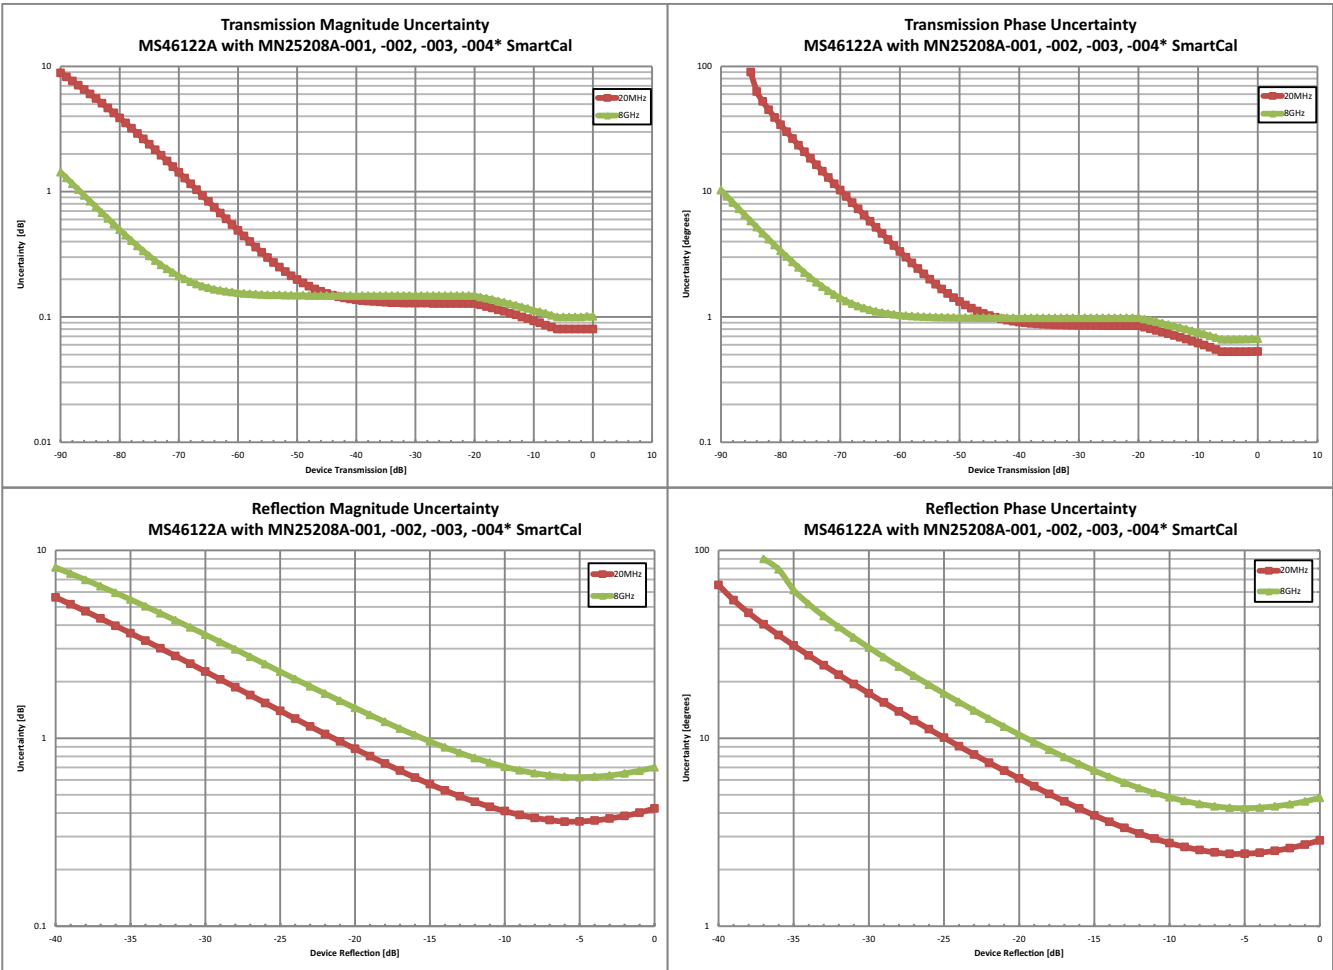 Transmission Magnitude Uncertainty
MS46122A with MN25208A-001, -002, -003, -004* SmartCal
10
1
0.1
0.01
Uncertainty [dB]
20MHz
8GHz
-90 -80 -70 -60 -50 -40 -30 -20 -10 0 10
Device Transmission [dB]
Transmission Phase Uncertainty
MS46122A with MN25208A-001, -002, -003, -004* SmartCal
100
10
1
0.1
Uncertainty [degrees]
20MHz
8GHz
-90 -80 -70 -60 -50 -40 -30 -20 -10 0 10
Device Transmission [dB]
Reflection Magnitude Uncertainty
MS46122A with MN25208A-001, -002, -003, -004* SmartCal
10
1
0.1
Uncertainty [dB]
20MHz
8GHz
-40 -35 -30 -25 -20 -15 -10 -5 0
Device Reflection [dB]
Reflection Phase Uncertainty
MS46122A with MN25208A-001, -002, -003, -004* SmartCal
100
10
1
Uncertainty [degrees]
20MHz
8GHz
-40 -35 -30 -25 -20 -15 -10 -5 0
Device Reflection [dB]